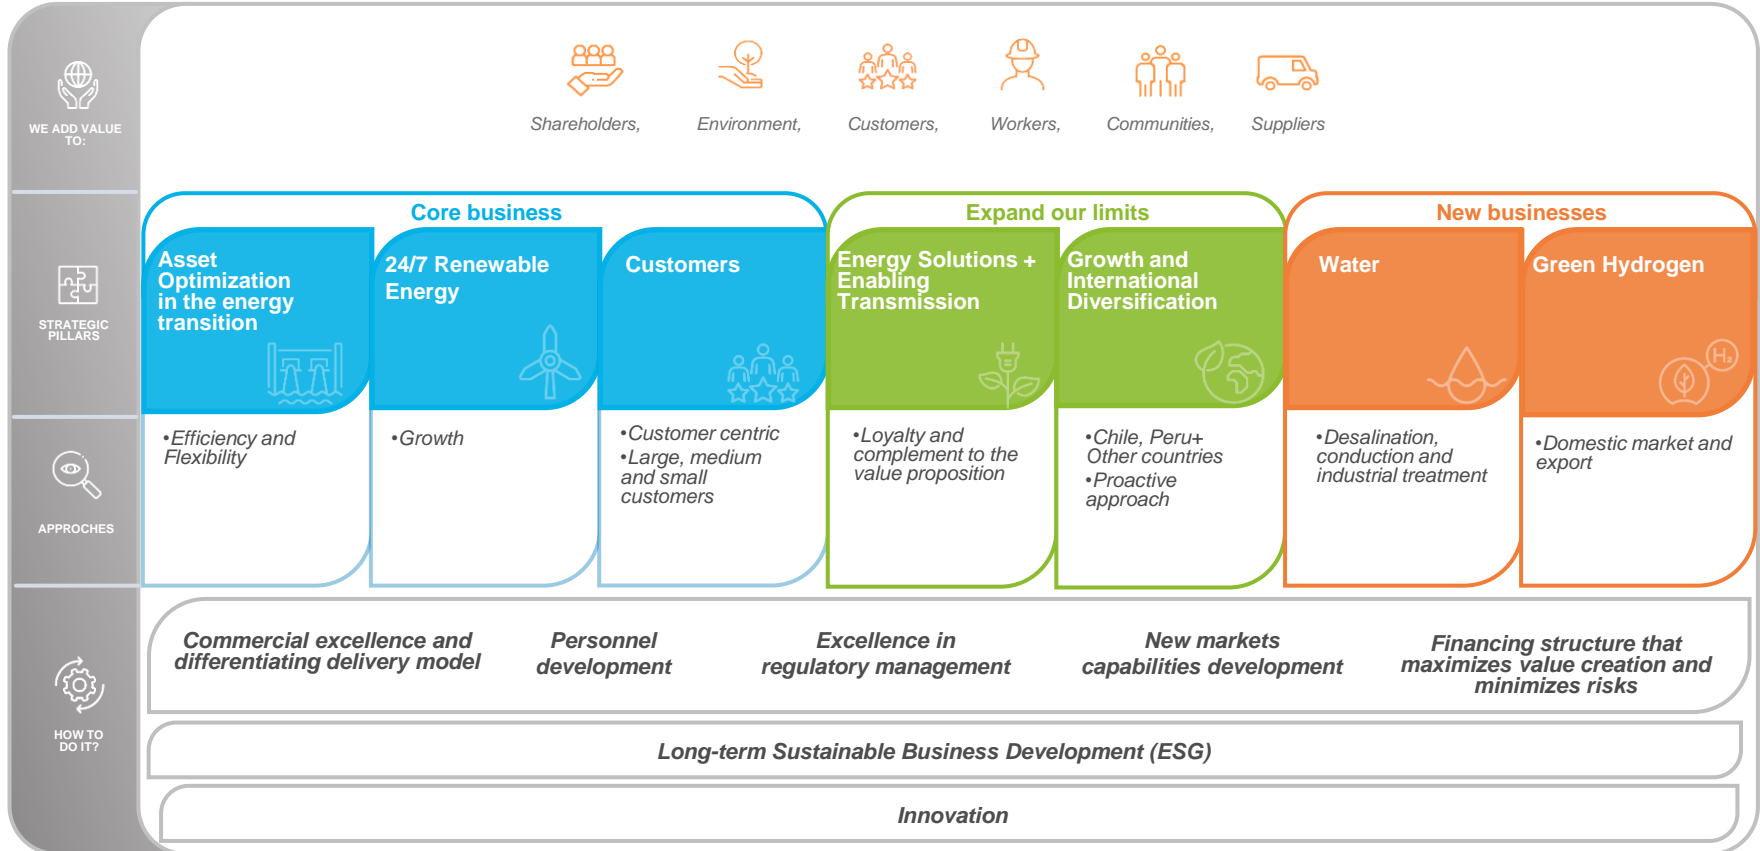 WE ADD VALUE
TO:
Shareholders,
Environment,
Customers,
Workers,
Communities,
Suppliers
STRATEGIC
PILLARS
Core business
Asset
Optimization
in the energy
transition
24/7 Renewable
Energy
Customers
Expand our limits
Energy Solutions +
Enabling
Transmission
Growth and
International
Diversification
New businesses
Water
Green Hydrogen
H₂
APPROCHES
•Efficiency and
Flexibility
•Growth
•Customer centric
•Large, medium
and small
customers
•Loyalty and
complement to the
value proposition
•Chile, Peru+
Other countries
•Proactive
approach
•Desalination,
conduction and
industrial treatment
•Domestic market and
export
HOW TO
DO IT?
Commercial excellence and
differentiating delivery model
Personnel
development
Excellence in
regulatory management
New markets
capabilities development
Financing structure that
maximizes value creation and
minimizes risks
Long-term Sustainable Business Development (ESG)
Innovation